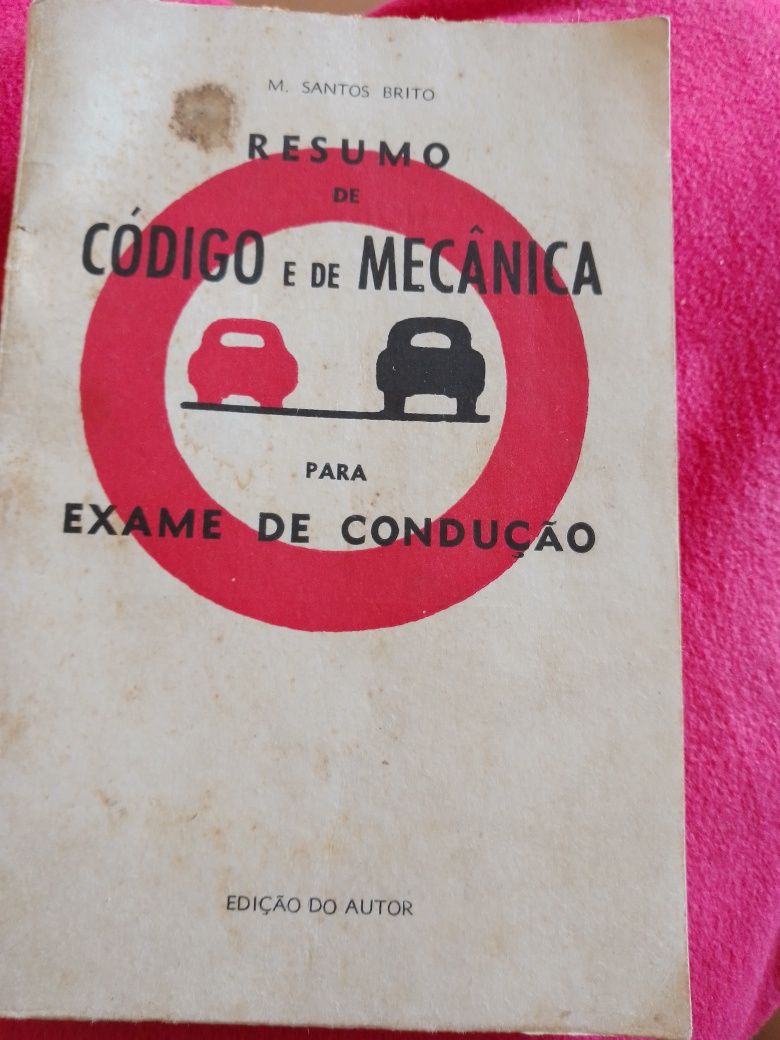 M. SANTOS BRITO
RESUMO
DE
CÓDIGO E DE MECÂNICA
PARA
EXAME DE CONDUÇÃO
EDIÇÃO DO AUTOR